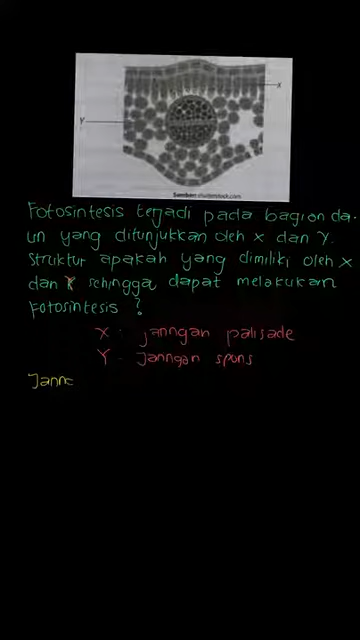 X
Y
Sumber: shutterstock.com
Fotosintesis terjadi pada bagian da-
un yang ditunjukkan oleh X dan Y.
Struktur apakah yang dimiliki oleh X
dan Y sehingga dapat melakukan
Fotosintesis ?
X : jaringan palisade
Y : Jaringan spons
Jarin